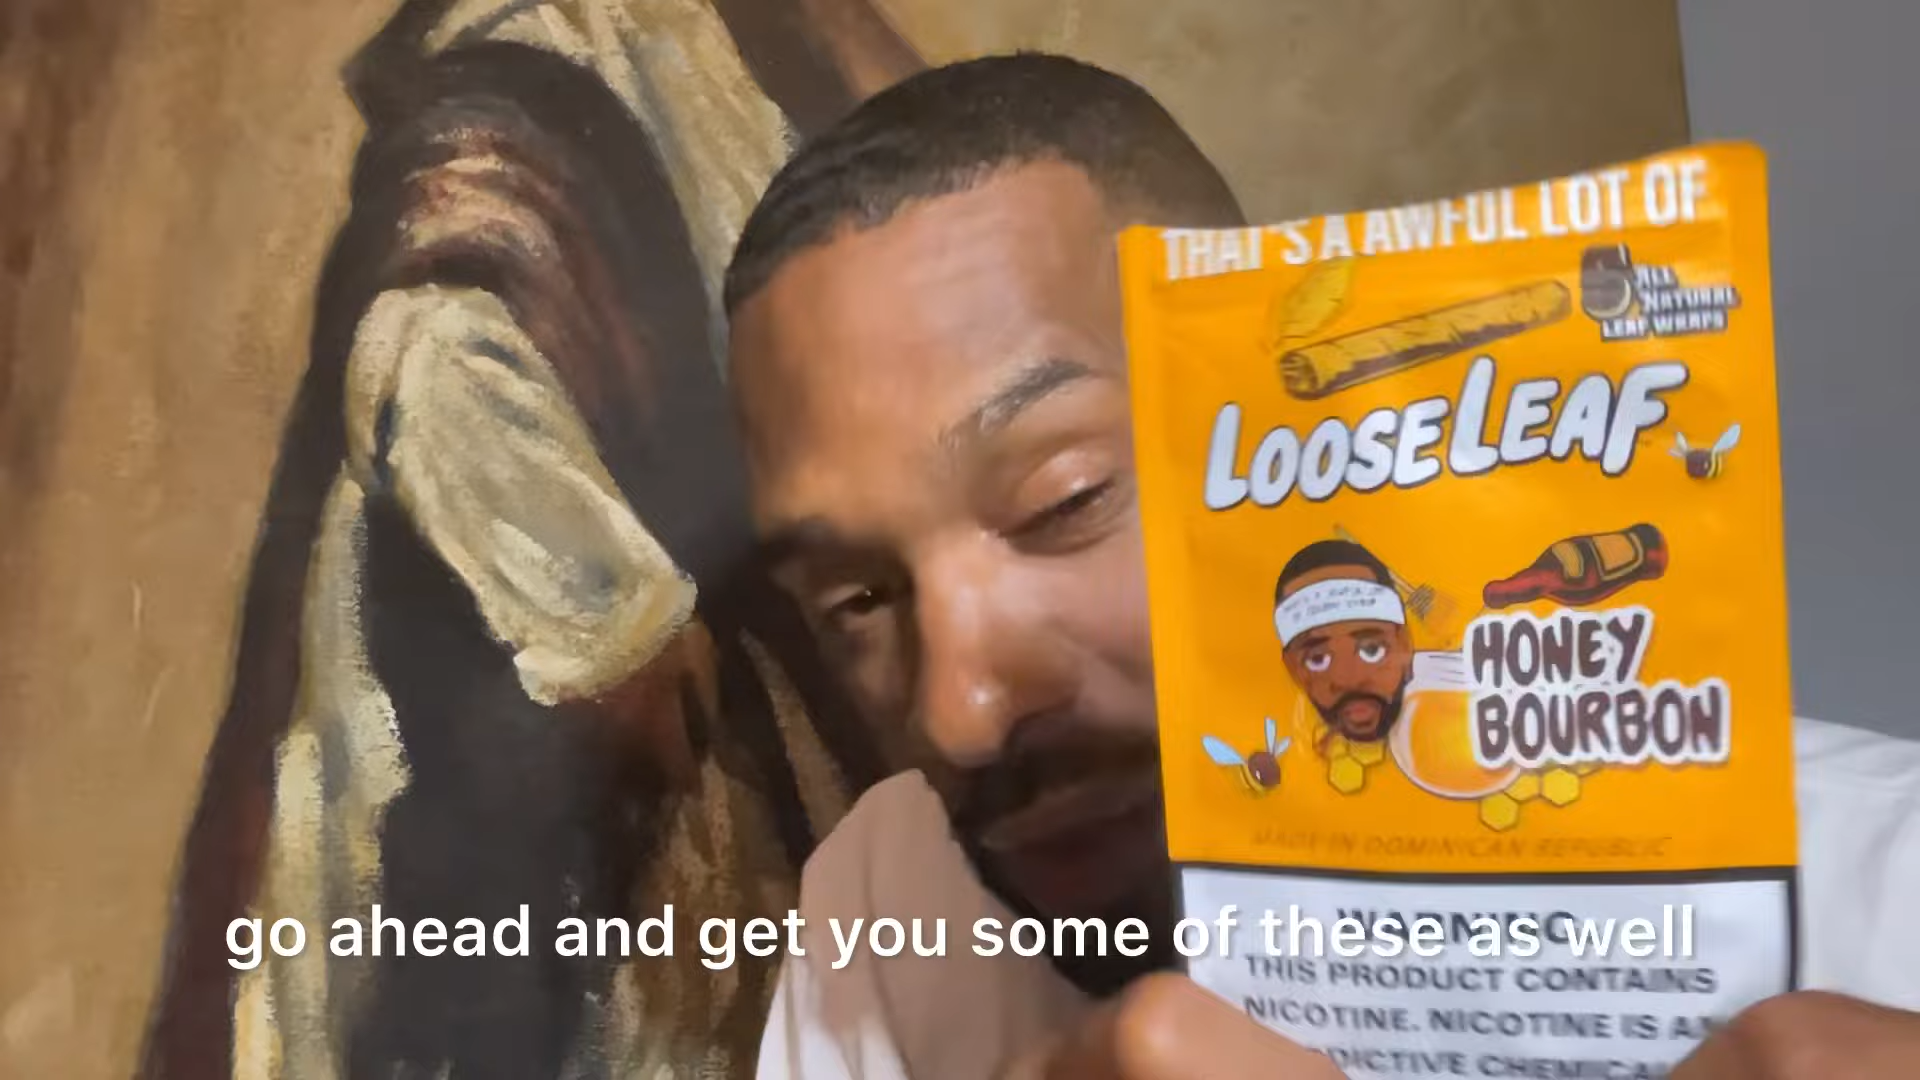 THAT'S A AWFUL LOT OF
5 ALL
NATURAL
LEAF WRAPS
LOOSELEAF
HONEY
BOURBON
MADE IN DOMINICAN REPUBLIC
WARNING
go ahead and get you some of these as well
THIS PRODUCT CONTAINS
NICOTINE. NICOTINE IS AN